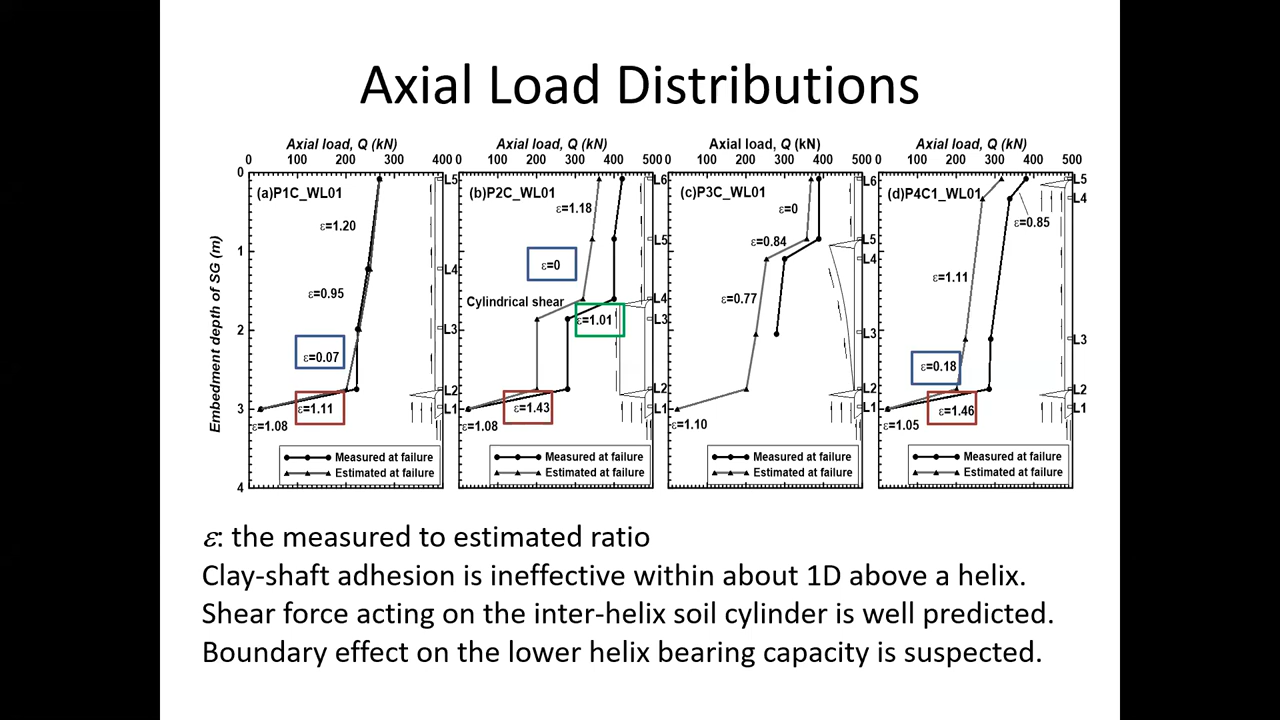 Axial Load Distributions
Axial load, Q (kN)
Axial load, Q (kN)
Axial load, Q (kN)
Axial load, Q (kN)
0 100 200 300 400
0 100 200 300 400 500
0 100 200 300 400 500
0 100 200 300 400 500
Embedment depth of SG (m)
0
1
2
3
4
(a)P1C_WL01
ε=1.20
ε=0.95
ε=0.07
ε=1.11
ε=1.08
L5
L4
L3
L2
L1
Measured at failure
Estimated at failure
(b)P2C_WL01
ε=1.18
ε=0
Cylindrical shear
ε=1.01
ε=1.43
ε=1.08
L6
L5
L4
L3
L2
L1
Measured at failure
Estimated at failure
(c)P3C_WL01
ε=0
ε=0.84
ε=0.77
ε=1.10
L6
L5
L4
L3
L2
L1
Measured at failure
Estimated at failure
(d)P4C1_WL01
ε=0.85
ε=1.11
ε=0.18
ε=1.46
ε=1.05
L5
L4
L3
L2
L1
Measured at failure
Estimated at failure
ε: the measured to estimated ratio
Clay-shaft adhesion is ineffective within about 1D above a helix.
Shear force acting on the inter-helix soil cylinder is well predicted.
Boundary effect on the lower helix bearing capacity is suspected.